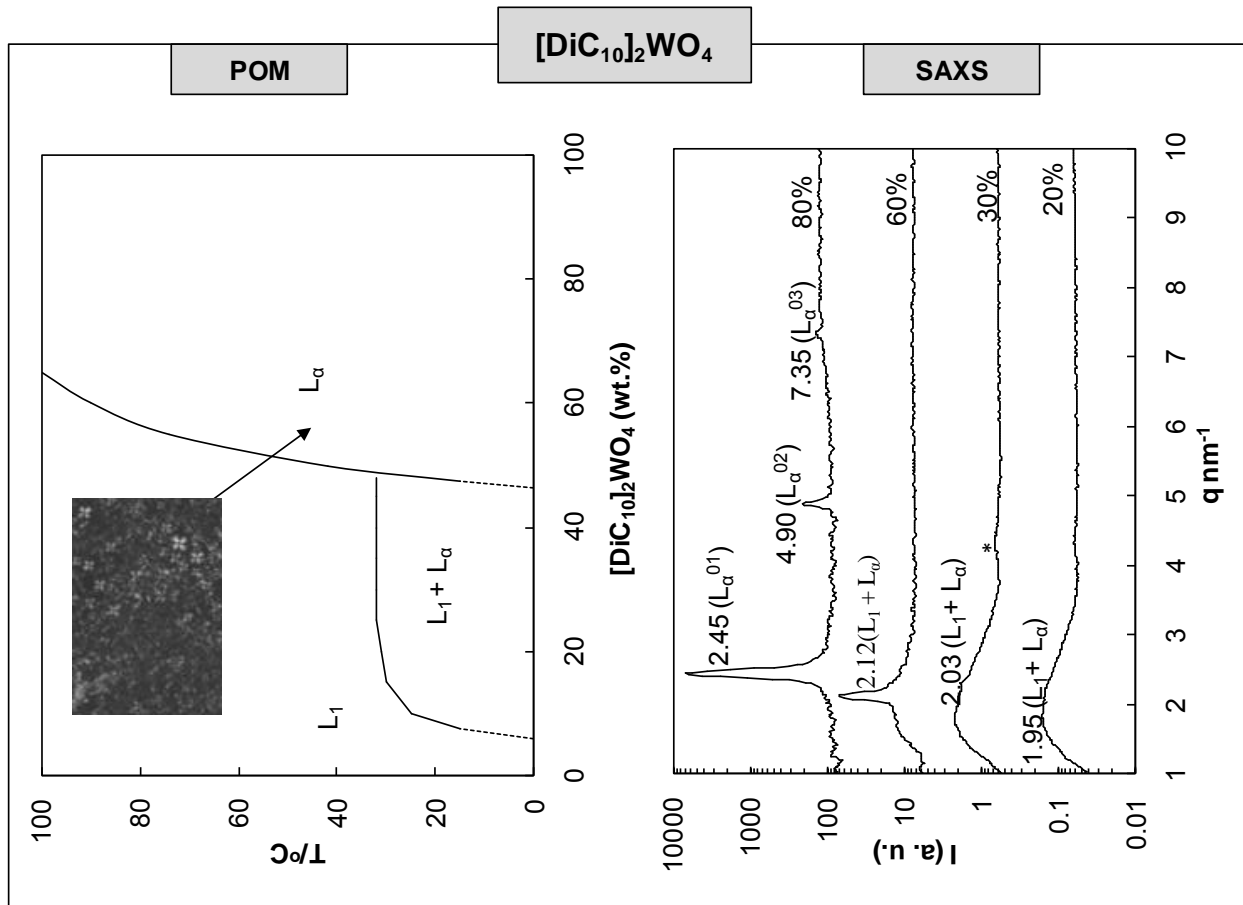 [DiC₁₀]₂WO₄
POM
SAXS
T/ºC
100
80
60
40
20
0
0
20
40
60
80
100
[DiC₁₀]₂WO₄ (wt.%)
L₁
L₁ + Lα
Lα
I (a. u.)
10000
1000
100
10
1
0.1
0.01
1
2
3
4
5
6
7
8
9
10
q nm⁻¹
2.45 (Lα⁰¹)
4.90 (Lα⁰²)
7.35 (Lα⁰³)
80%
2.12(L₁ + Lα)
60%
2.03 (L₁+ Lα)
*
30%
1.95 (L₁ + Lα)
20%